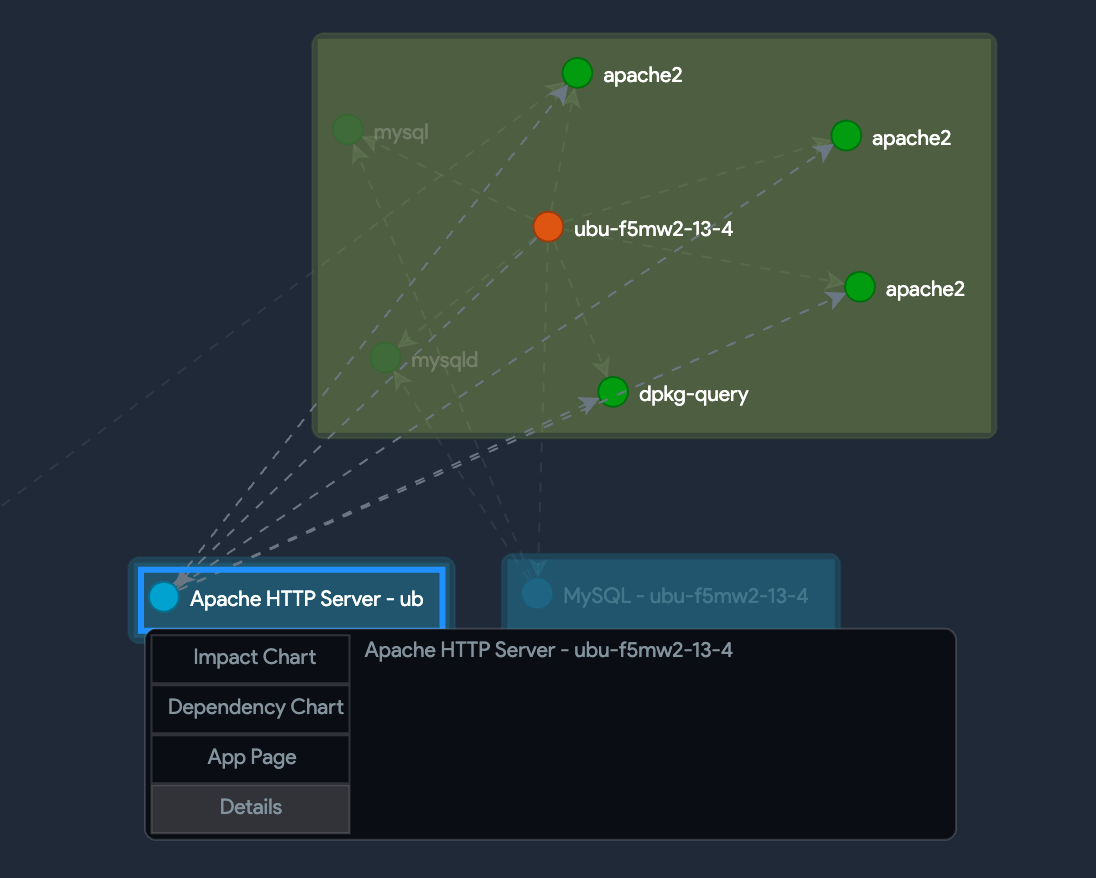 apache2
mysql
apache2
ubu-f5mw2-13-4
apache2
mysqld
dpkg-query
Apache HTTP Server - ub
MySQL - ubu-f5mw2-13-4
Impact Chart
Apache HTTP Server - ubu-f5mw2-13-4
Dependency Chart
App Page
Details